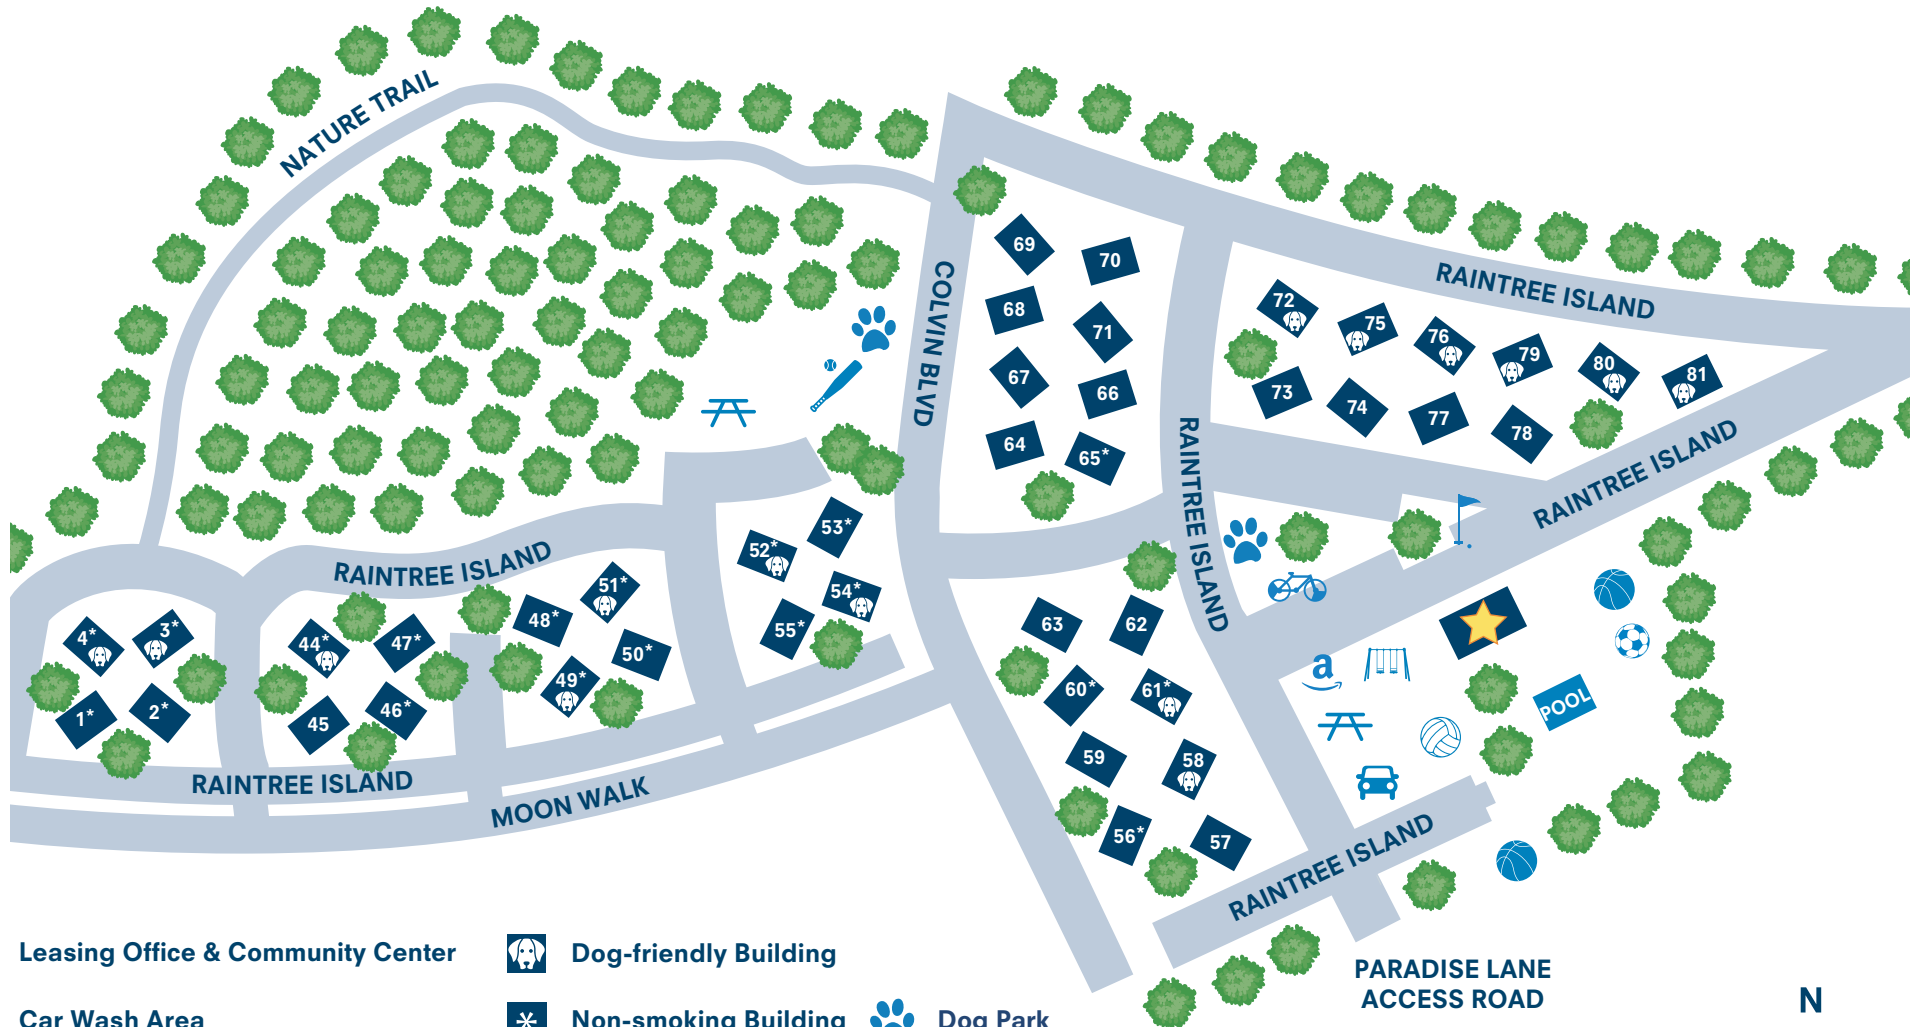 NATURE TRAIL
COLVIN BLVD
RAINTREE ISLAND
69
70
68
71
67
66
64
65*
72
75
76
79
80
81
73
74
77
78
RAINTREE ISLAND
RAINTREE ISLAND
RAINTREE ISLAND
53*
52*
54*
55*
51*
48*
50*
49*
4*
3*
1*
2*
44*
47*
45
46*
RAINTREE ISLAND
MOON WALK
63
62
60*
61*
59
58
56*
57
a
POOL
RAINTREE ISLAND
PARADISE LANE
ACCESS ROAD
N
Leasing Office & Community Center
Dog-friendly Building
Car Wash Area
* Non-smoking Building
Dog Park